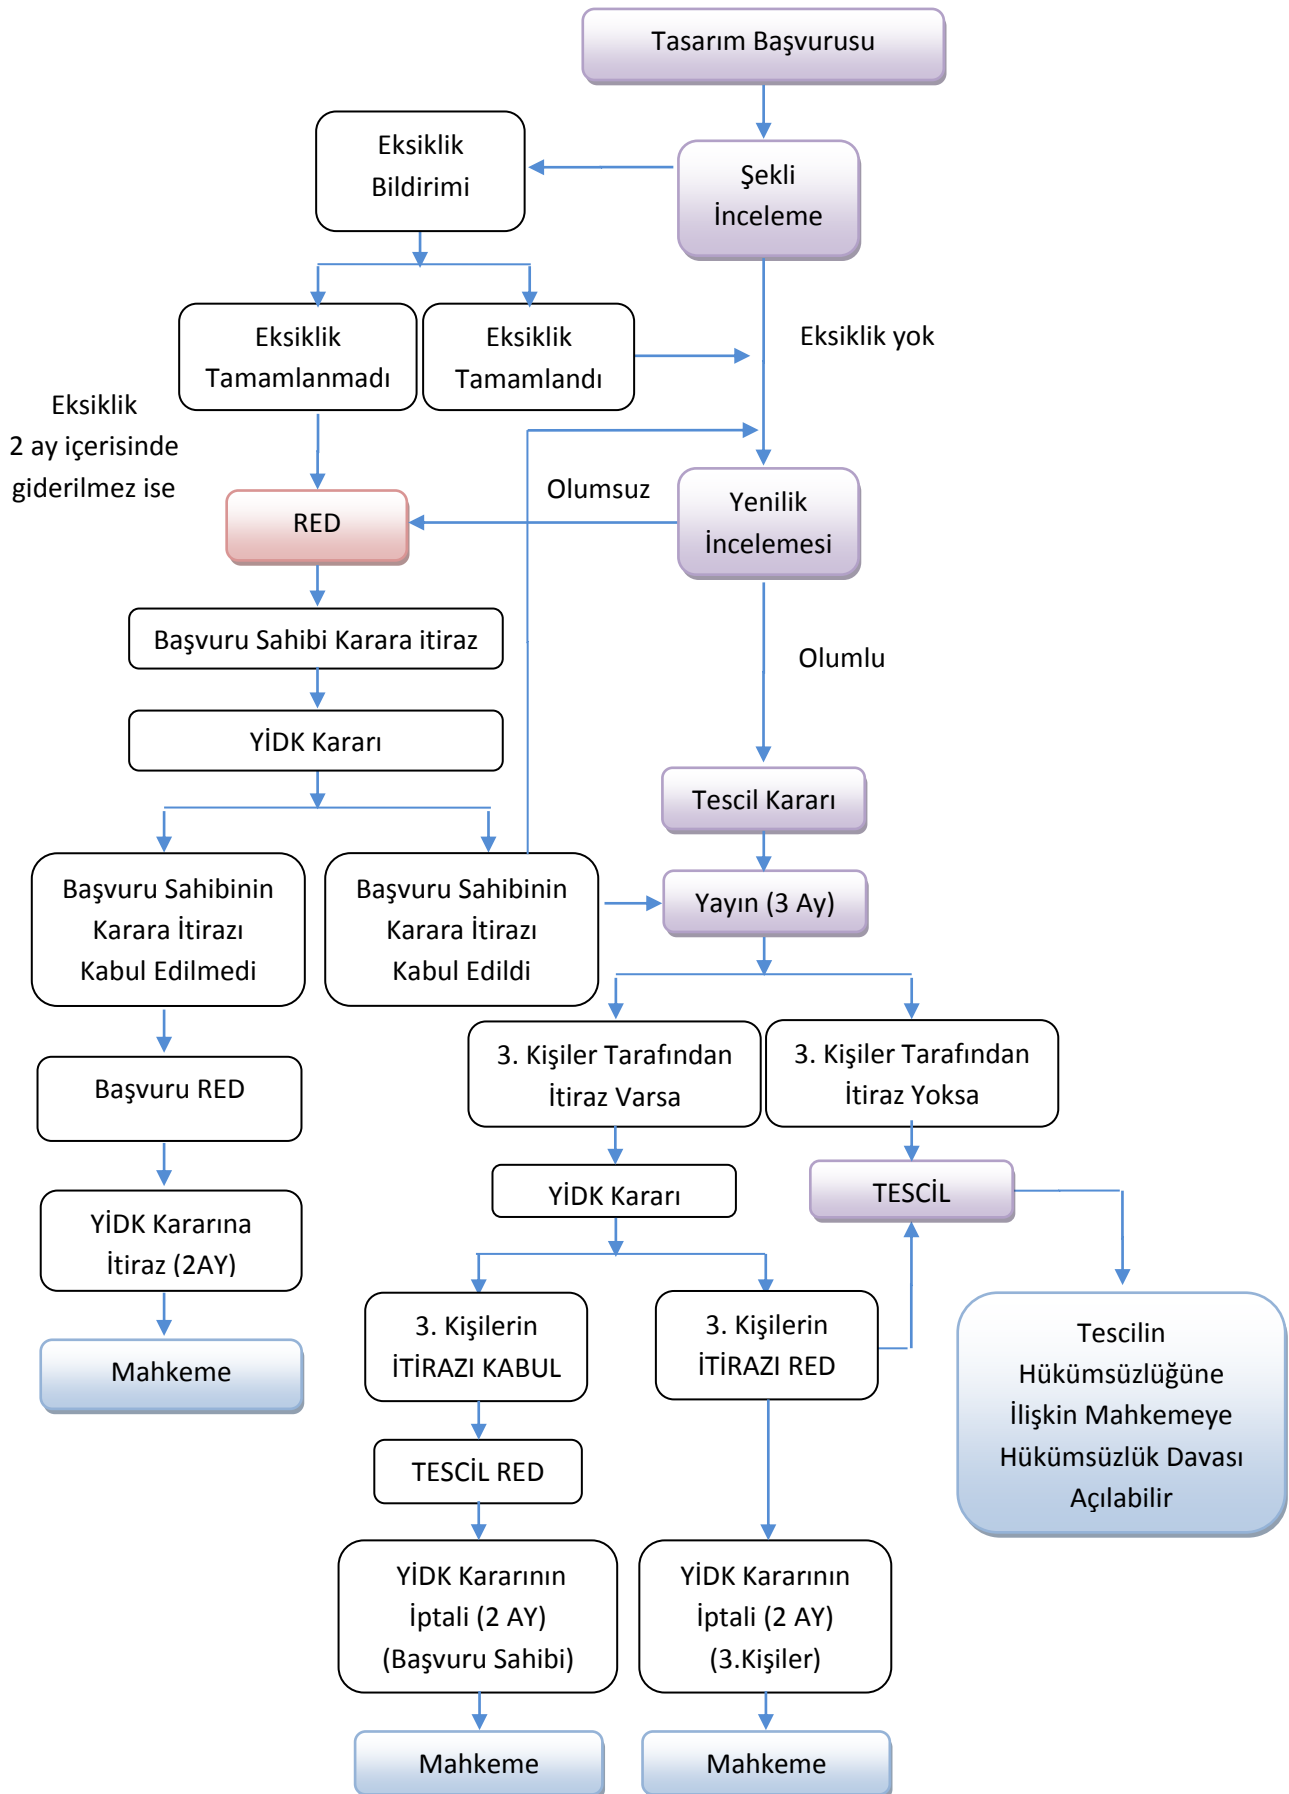 Tasarım Başvurusu
Eksiklik
Bildirimi
Şekli
İnceleme
Eksiklik
Tamamlanmadı
Eksiklik
Tamamlandı
Eksiklik yok
Eksiklik
2 ay içerisinde
giderilmez ise
RED
Olumsuz
Yenilik
İncelemesi
Başvuru Sahibi Karara itiraz
Olumlu
YİDK Kararı
Tescil Kararı
Başvuru Sahibinin
Karara İtirazı
Kabul Edilmedi
Başvuru Sahibinin
Karara İtirazı
Kabul Edildi
Yayın (3 Ay)
3. Kişiler Tarafından
İtiraz Varsa
3. Kişiler Tarafından
İtiraz Yoksa
Başvuru RED
YİDK Kararı
TESCİL
YİDK Kararına
İtiraz (2AY)
3. Kişilerin
İTİRAZI KABUL
3. Kişilerin
İTİRAZI RED
Tescilin
Hükümsüzlüğüne
İlişkin Mahkemeye
Hükümsüzlük Davası
Açılabilir
Mahkeme
TESCİL RED
YİDK Kararının
İptali (2 AY)
(Başvuru Sahibi)
YİDK Kararının
İptali (2 AY)
(3.Kişiler)
Mahkeme
Mahkeme